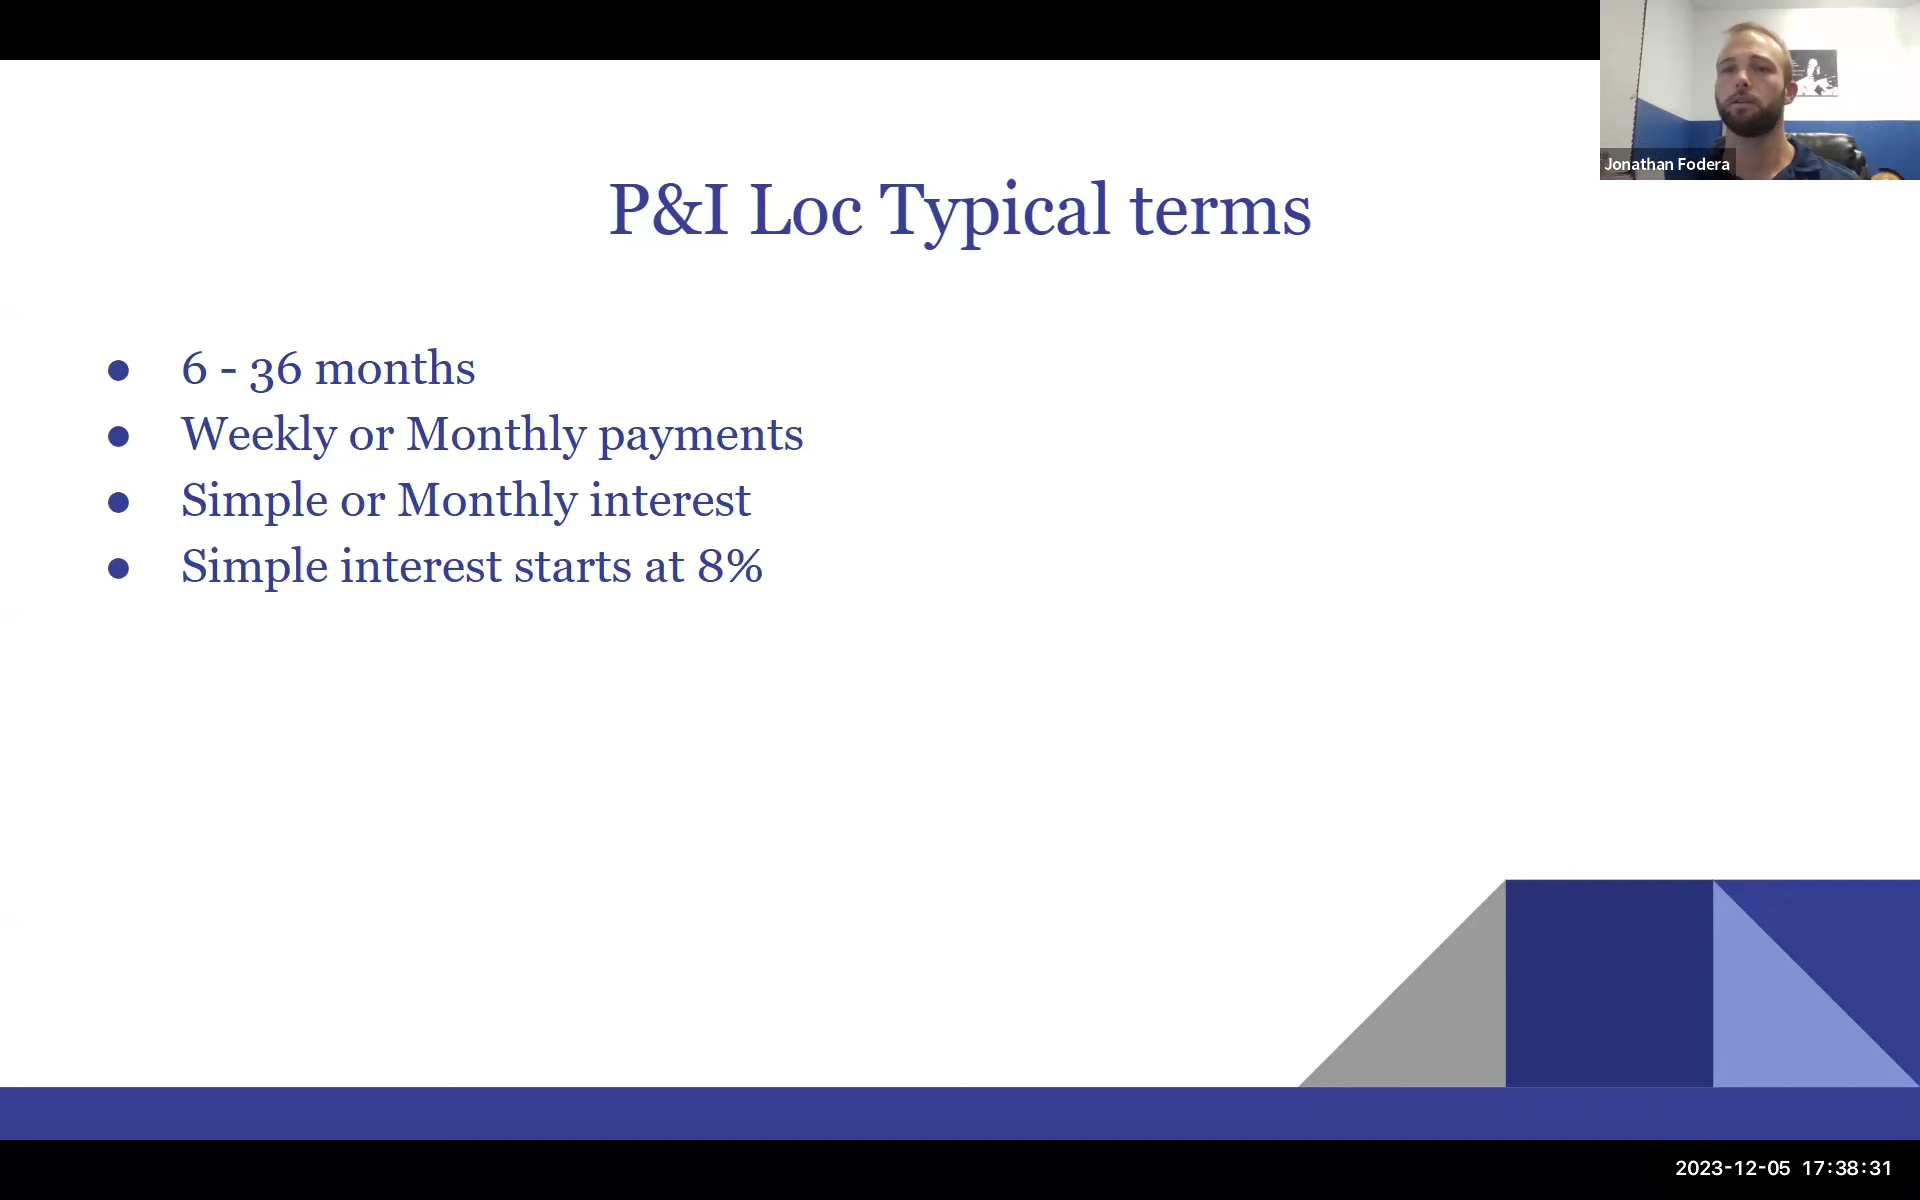 Jonathan Fodera
P&I Loc Typical terms
6 - 36 months
Weekly or Monthly payments
Simple or Monthly interest
Simple interest starts at 8%
2023-12-05 17:38:31